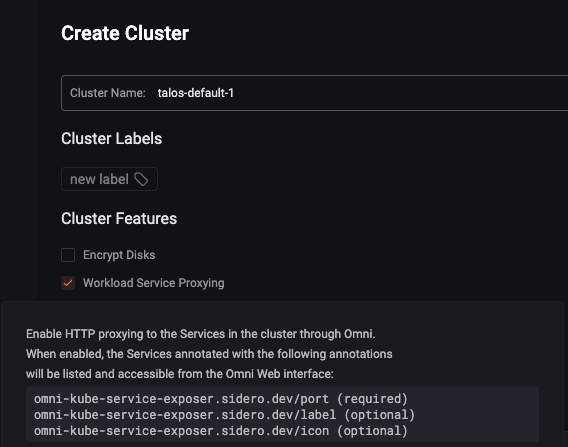 Create Cluster
Cluster Name: talos-default-1
Cluster Labels
new label
Cluster Features
Encrypt Disks
Workload Service Proxying
Enable HTTP proxying to the Services in the cluster through Omni.
When enabled, the Services annotated with the following annotations
will be listed and accessible from the Omni Web interface:
omni-kube-service-exposer.sidero.dev/port (required)
omni-kube-service-exposer.sidero.dev/label (optional)
omni-kube-service-exposer.sidero.dev/icon (optional)